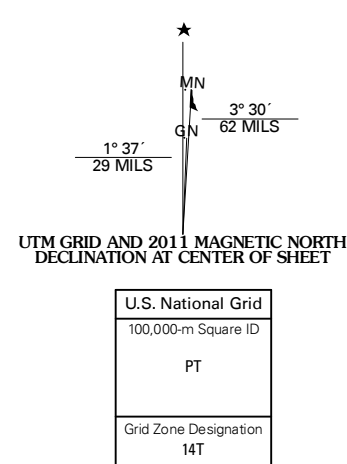 MN
3° 30´
62 MILS
GN
1° 37´
29 MILS
UTM GRID AND 2011 MAGNETIC NORTH
DECLINATION AT CENTER OF SHEET
U.S. National Grid
100,000-m Square ID
PT
Grid Zone Designation
14T